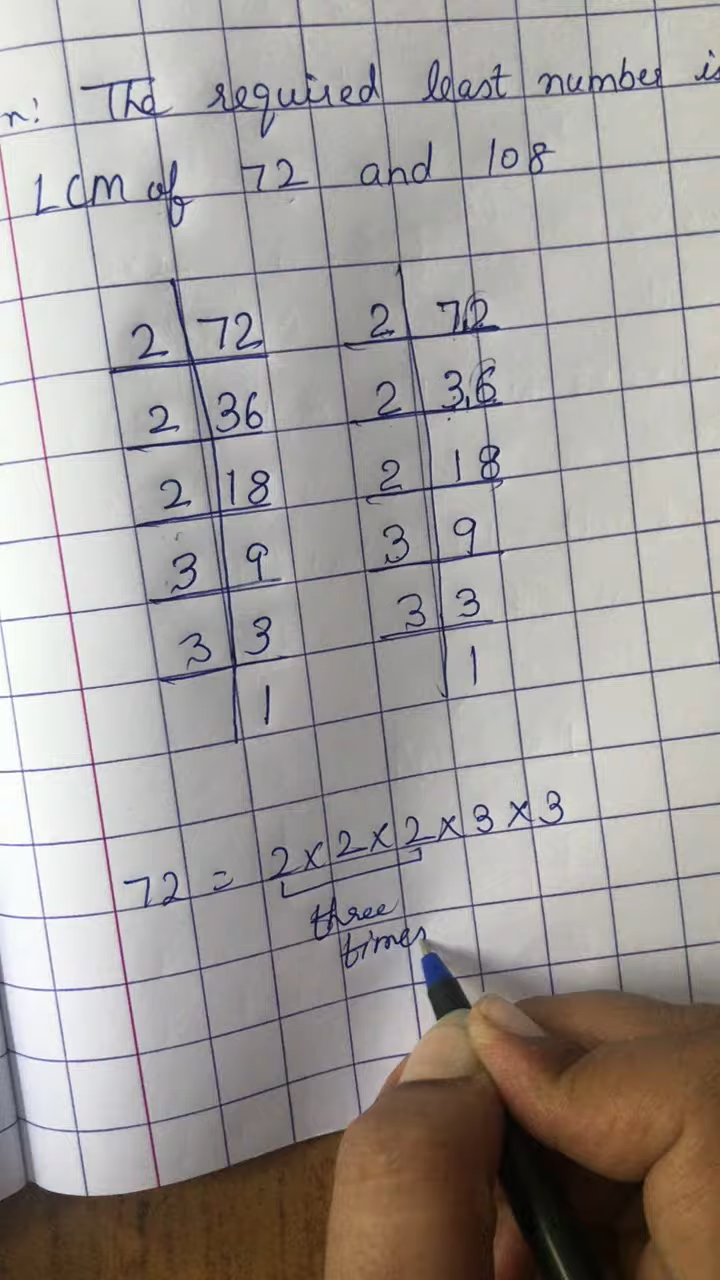 n: The required least number is
LCM of 72 and 108
2 72 2 72
2 36 2 36
2 18 2 18
3 9 3 9
3 3 3 3
1 1
72 = 2 × 2 × 2 × 3 × 3
three
times